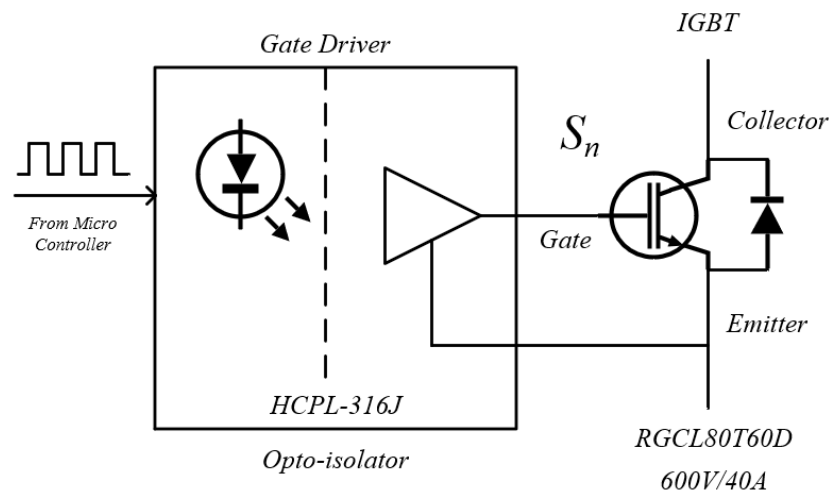 Gate Driver
IGBT
S_n
Collector
From Micro
Controller
Gate
Emitter
HCPL-316J
Opto-isolator
RGCL80T60D
600V/40A